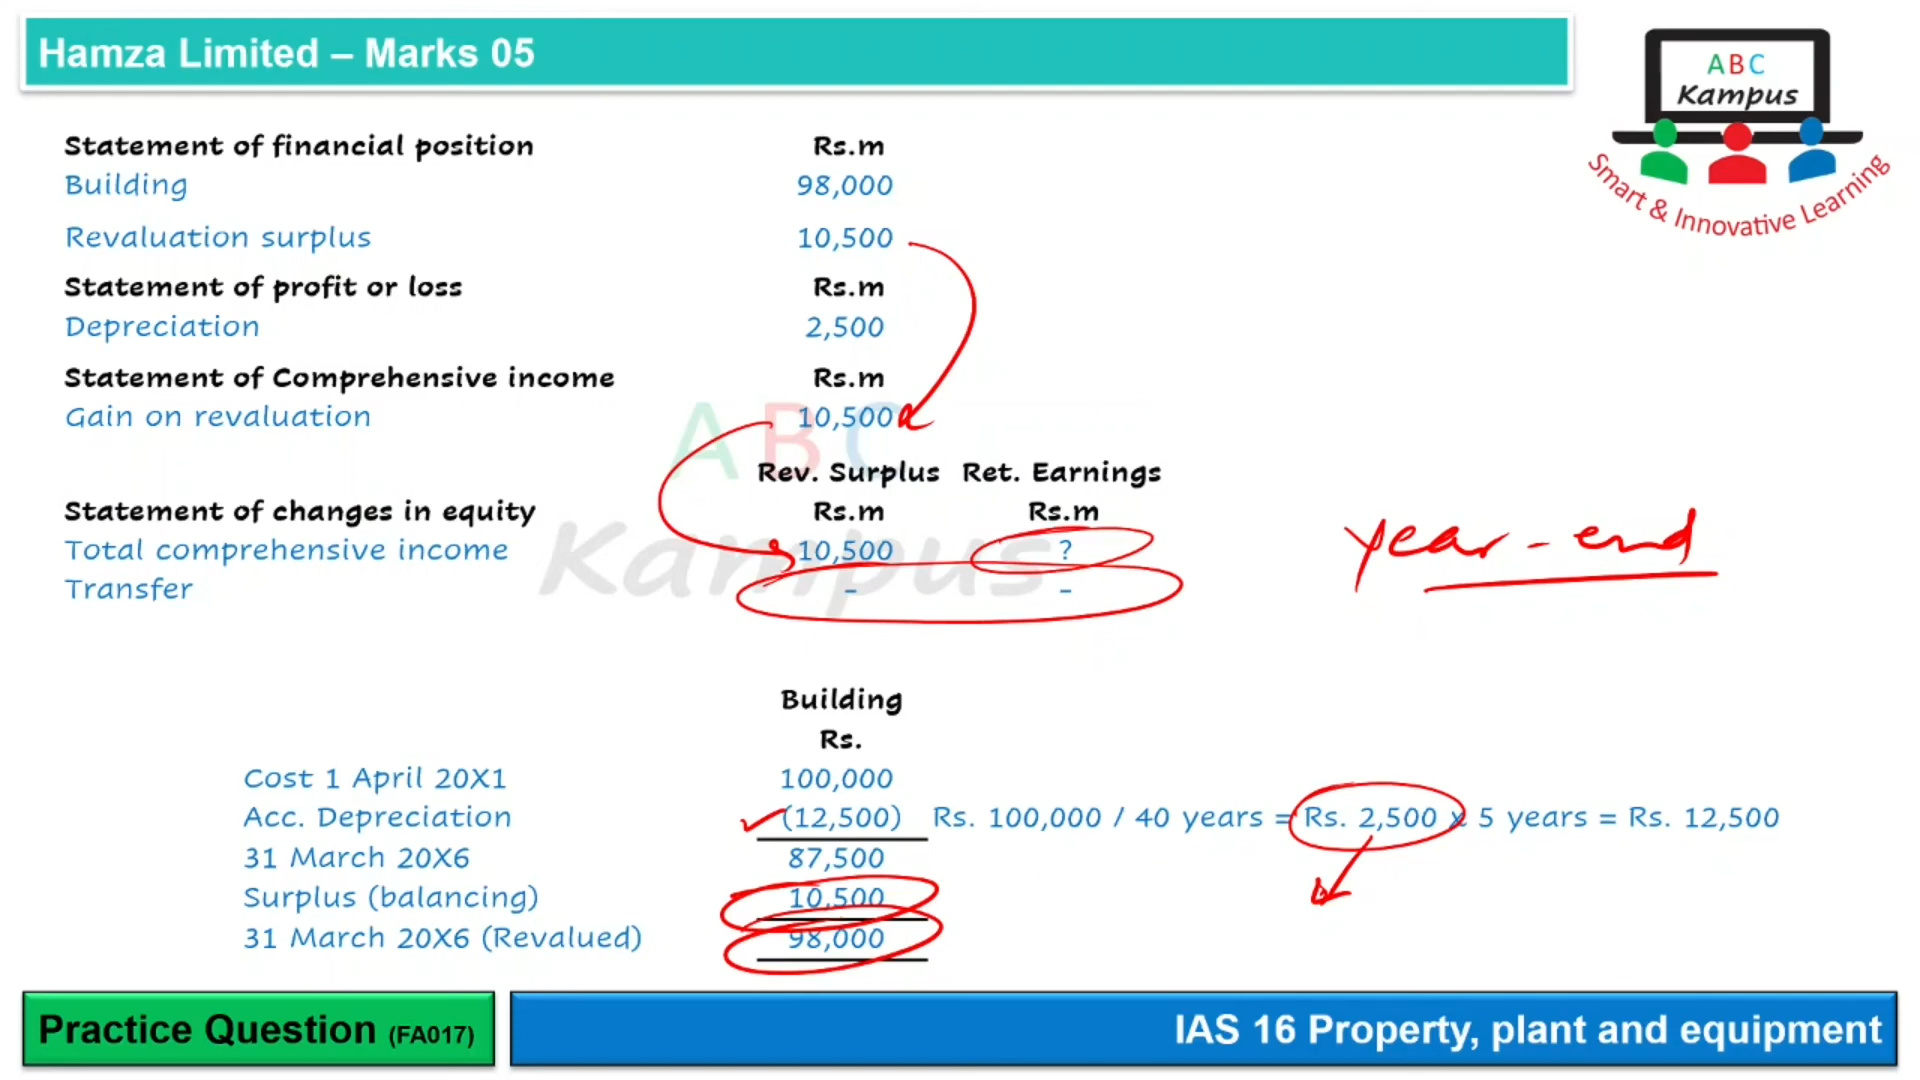 Hamza Limited – Marks 05
ABC
Kampus
Smart & Innovative Learning
Statement of financial position Rs.m
Building 98,000
Revaluation surplus 10,500
Statement of profit or loss Rs.m
Depreciation 2,500
Statement of Comprehensive income Rs.m
Gain on revaluation 10,500
ABC
Rev. Surplus Ret. Earnings
Statement of changes in equity Rs.m Rs.m
Total comprehensive income 10,500 ?
Kampus
Transfer - -
year-end
Building
Rs.
Cost 1 April 20X1 100,000
Acc. Depreciation (12,500) Rs. 100,000 / 40 years = Rs. 2,500 x 5 years = Rs. 12,500
31 March 20X6 87,500
Surplus (balancing) 10,500
31 March 20X6 (Revalued) 98,000
Practice Question (FA017)
IAS 16 Property, plant and equipment